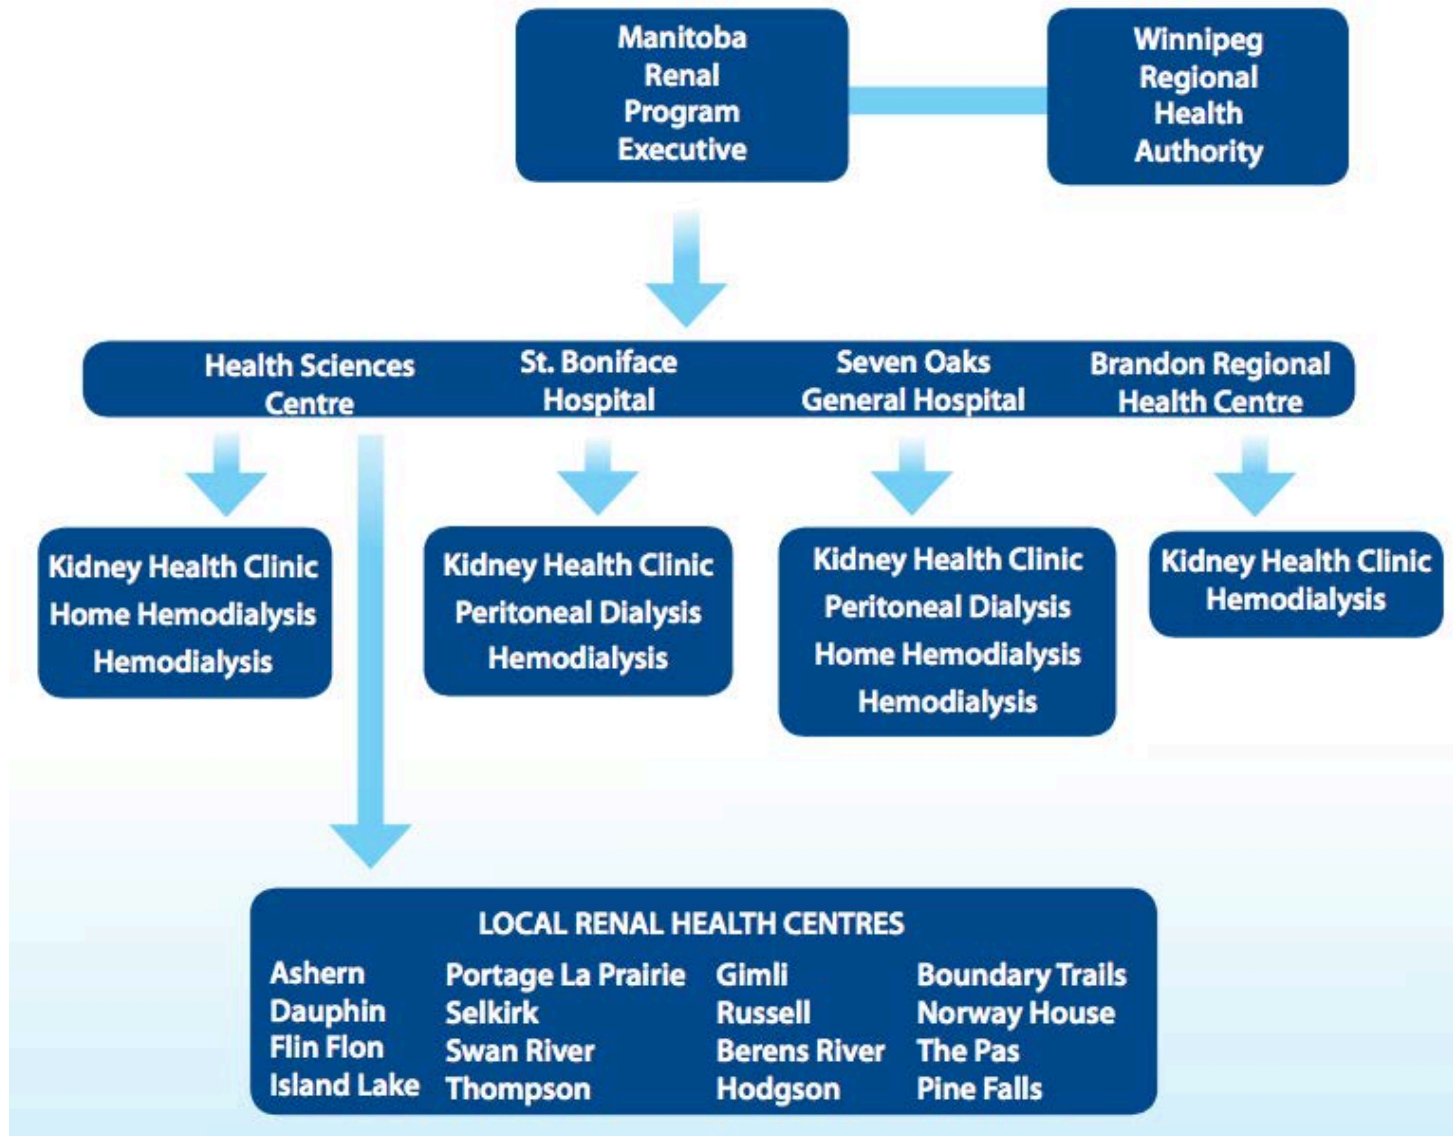 Manitoba
Renal
Program
Executive
Winnipeg
Regional
Health
Authority
Health Sciences
Centre
St. Boniface
Hospital
Seven Oaks
General Hospital
Brandon Regional
Health Centre
Kidney Health Clinic
Home Hemodialysis
Hemodialysis
Kidney Health Clinic
Peritoneal Dialysis
Hemodialysis
Kidney Health Clinic
Peritoneal Dialysis
Home Hemodialysis
Hemodialysis
Kidney Health Clinic
Hemodialysis
LOCAL RENAL HEALTH CENTRES
Ashern
Dauphin
Flin Flon
Island Lake
Portage La Prairie
Selkirk
Swan River
Thompson
Gimli
Russell
Berens River
Hodgson
Boundary Trails
Norway House
The Pas
Pine Falls